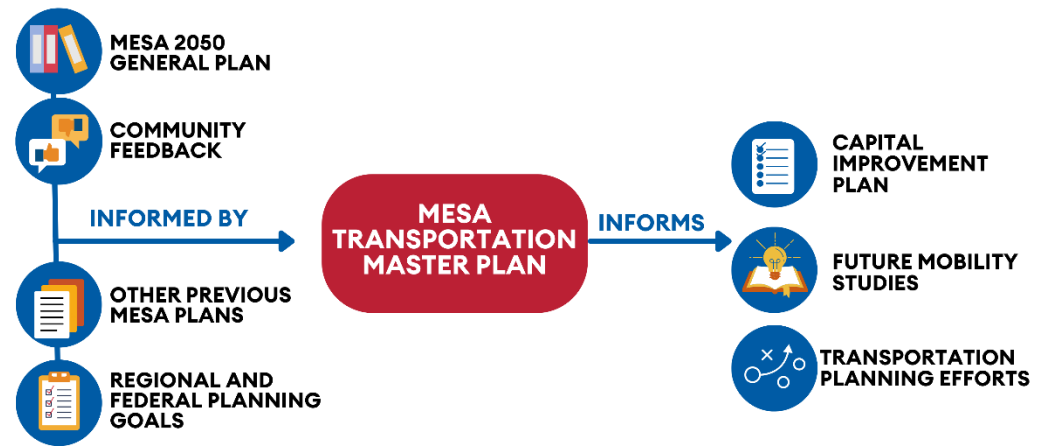 MESA 2050
GENERAL PLAN
COMMUNITY
FEEDBACK
INFORMED BY
OTHER PREVIOUS
MESA PLANS
REGIONAL AND
FEDERAL PLANNING
GOALS
MESA
TRANSPORTATION
MASTER PLAN
INFORMS
CAPITAL
IMPROVEMENT
PLAN
FUTURE MOBILITY
STUDIES
TRANSPORTATION
PLANNING EFFORTS